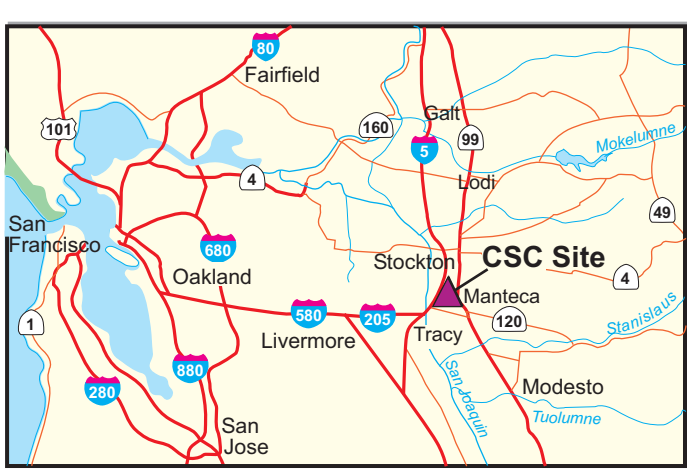 80
Fairfield
101
160
Galt
99
5
Mokelumne
4
Lodi
49
San
Francisco
680
Stockton
CSC Site
Oakland
4
Manteca
1
580
205
120
Stanislaus
Livermore
Tracy
280
880
San Joaquin
Modesto
Tuolumne
San
Jose